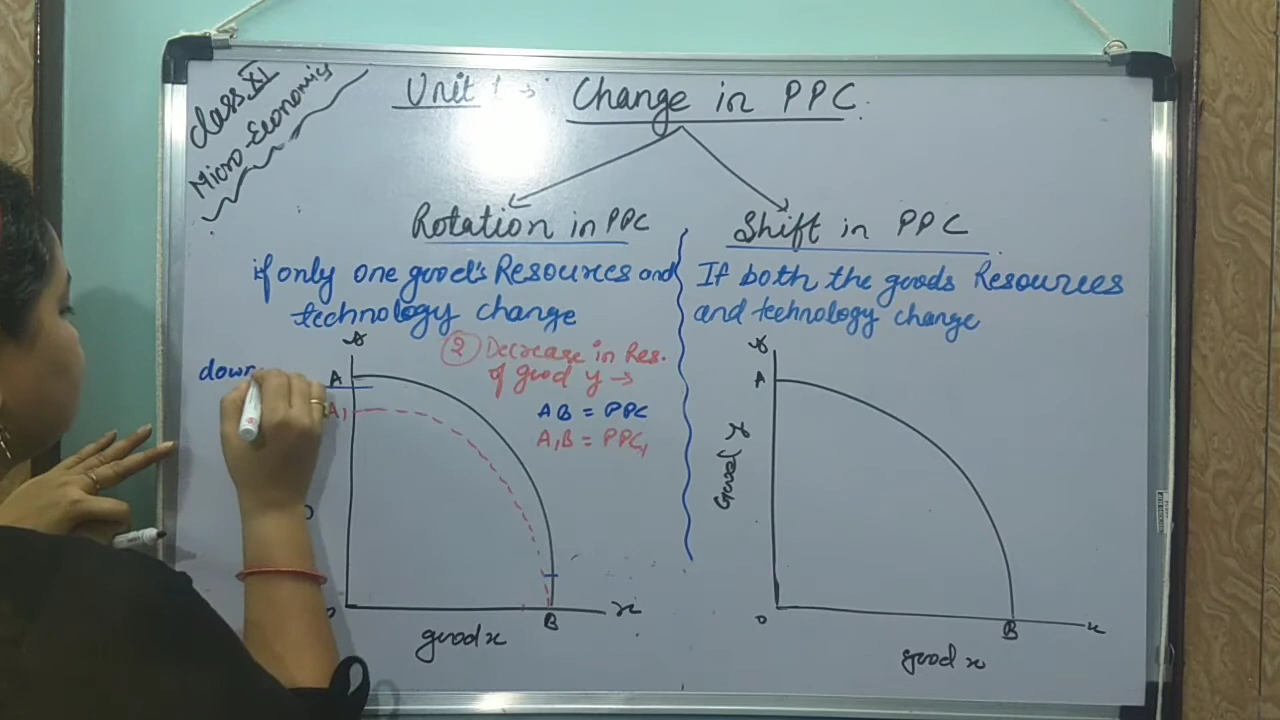 Class XI
Micro-Economics
Unit 1 → Change in PPC.
Rotation in PPC
if only one good's Resources and
technology change
② Decrease in Res.
of good y →
AB = PPC
A₁B = PPC₁
down
A
A₁
B
x
good x
Shift in PPC
If both the goods Resources
and technology change
A
Good y
O
B
x
good x